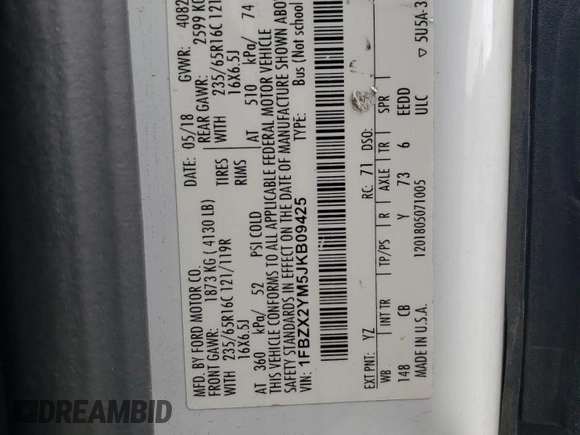 MFD. BY FORD MOTOR CO.
05/18
GVWR: 4082
FRONT GAWR: 1873 KG ( 4130 LB)
REAR GAWR: 2599 KG
WITH 235/65R16C 121/119R TIRES
WITH 235/65R16C 121
16X6.5J RIMS
16X6.5J
AT 360 kPa/ 52 PSI COLD
AT 510 kPa/ 74
THIS VEHICLE CONFORMS TO ALL APPLICABLE FEDERAL MOTOR VEHICLE
SAFETY STANDARDS IN EFFECT ON THE DATE OF MANUFACTURE SHOWN ABO
VIN: 1FBZX2YM5JKB09425
TYPE: Bus (Not school
EXT PNT: YZ RC: 71 DSO:
WB INT TR TP/PS R AXLE TR SPR
148 CB Y 73 6 EEDD
MADE IN U.S.A. 1201805071005 ULC
▽ 5U5A-3
DREAMBID